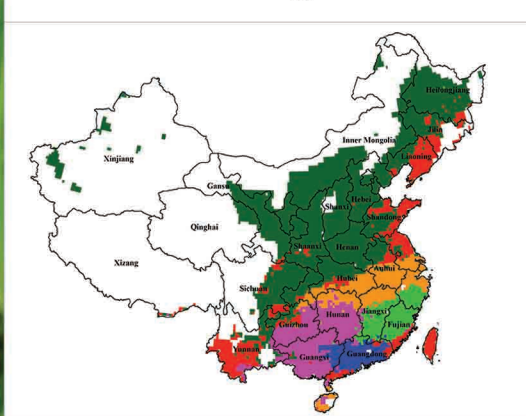 Heilongjiang
Jilin
Inner Mongolia
Liaoning
Xinjiang
Gansu
Hebei
Shanxi
Shandong
Qinghai
Shaanxi
Henan
Xizang
Auhui
Hubei
Sichuan
Hunan
Jiangxi
Guizhou
Fujian
Yunnan
Guangxi
Guangdong